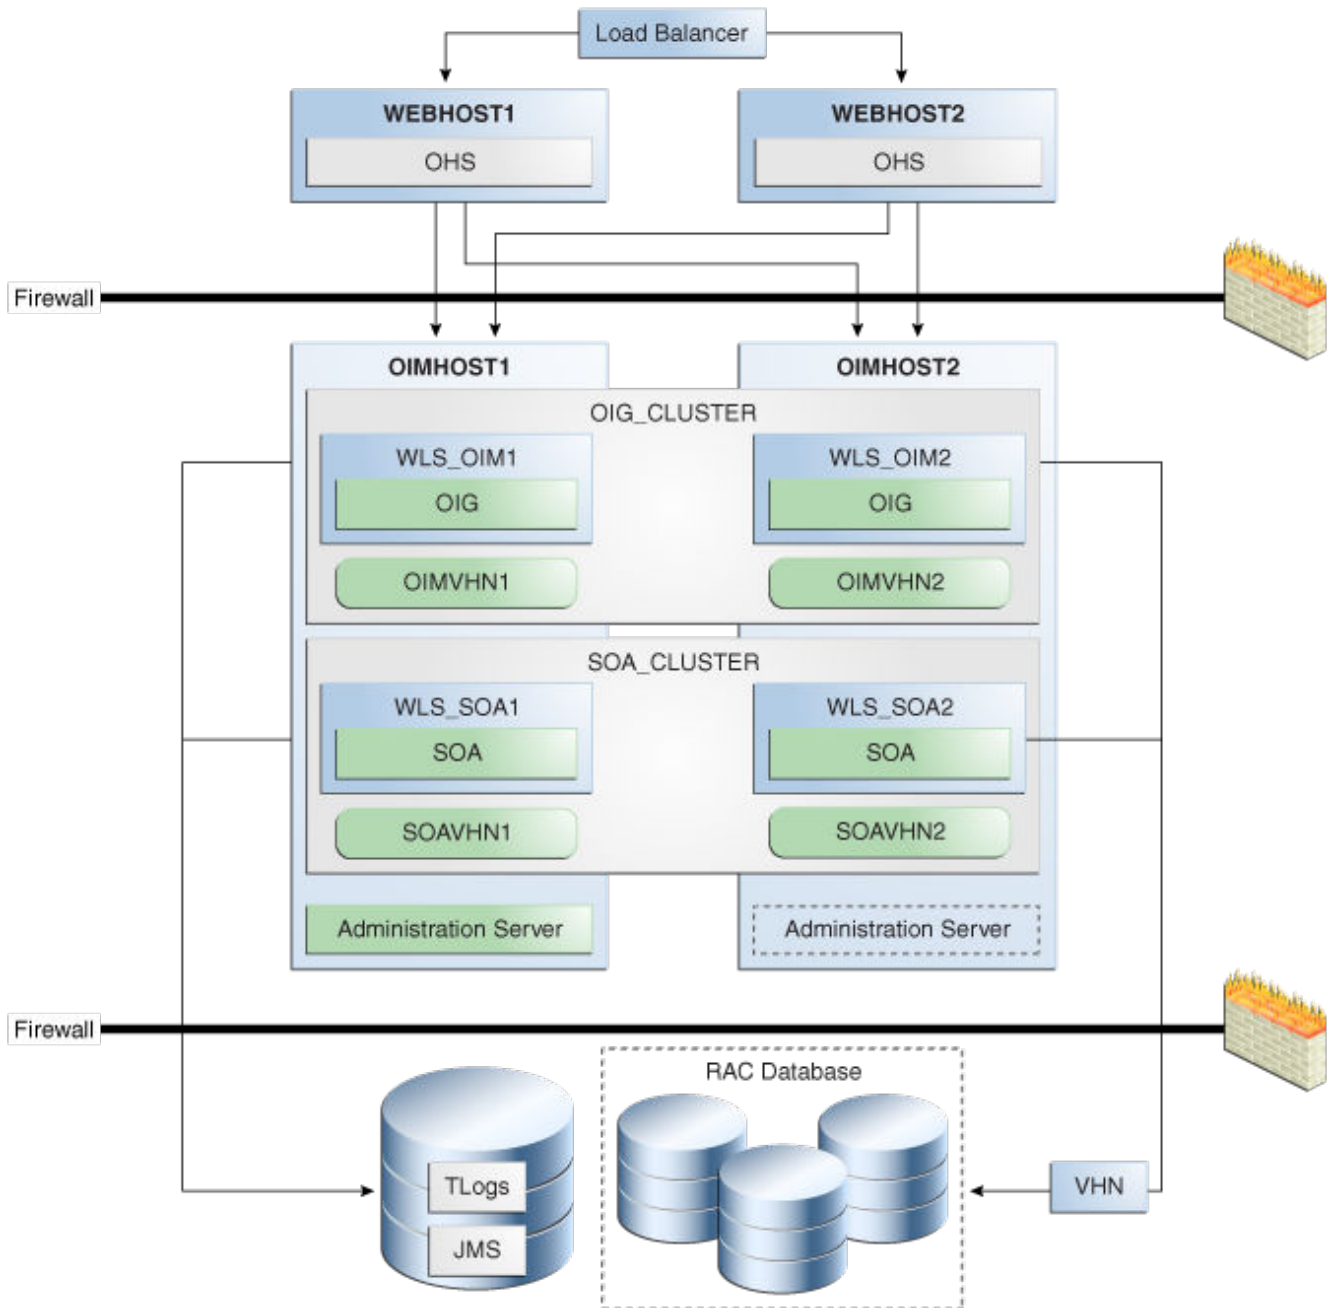 Load Balancer
WEBHOST1
WEBHOST2
OHS
OHS
Firewall
OIMHOST1
OIMHOST2
OIG_CLUSTER
WLS_OIM1
WLS_OIM2
OIG
OIG
OIMVHN1
OIMVHN2
SOA_CLUSTER
WLS_SOA1
WLS_SOA2
SOA
SOA
SOAVHN1
SOAVHN2
Administration Server
Administration Server
Firewall
RAC Database
TLogs
VHN
JMS